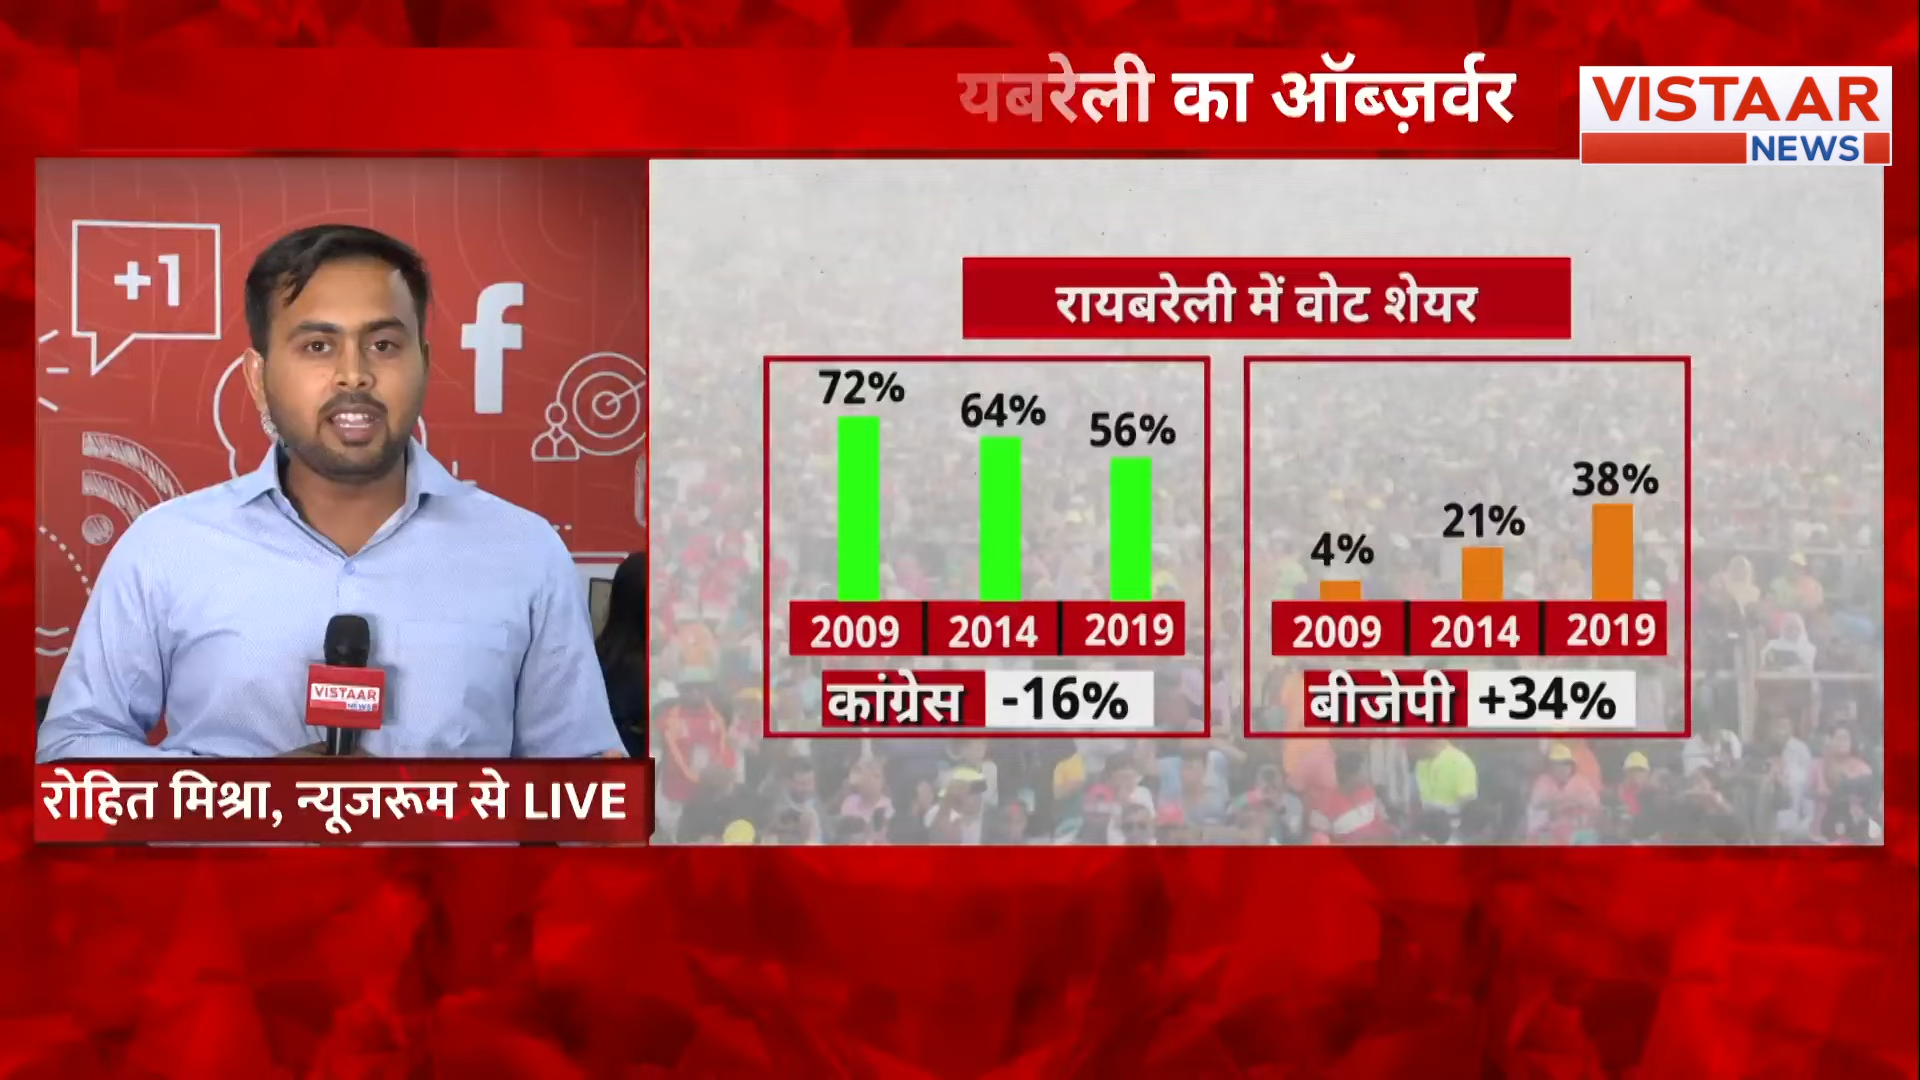 यबरेली का ऑब्ज़र्वर
VISTAAR
NEWS
+1
f
रायबरेली में वोट शेयर
72%
64%
56%
2009
2014
2019
कांग्रेस -16%
4%
21%
38%
2009
2014
2019
बीजेपी +34%
VISTAAR
NEWS
रोहित मिश्रा, न्यूजरूम से LIVE